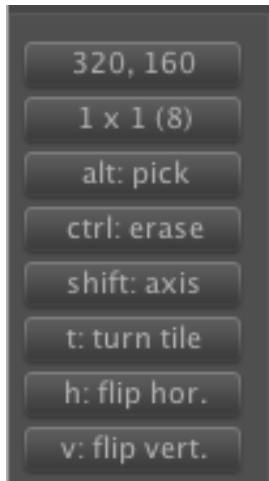 320, 160
1 x 1 (8)
alt: pick
ctrl: erase
shift: axis
t: turn tile
h: flip hor.
v: flip vert.